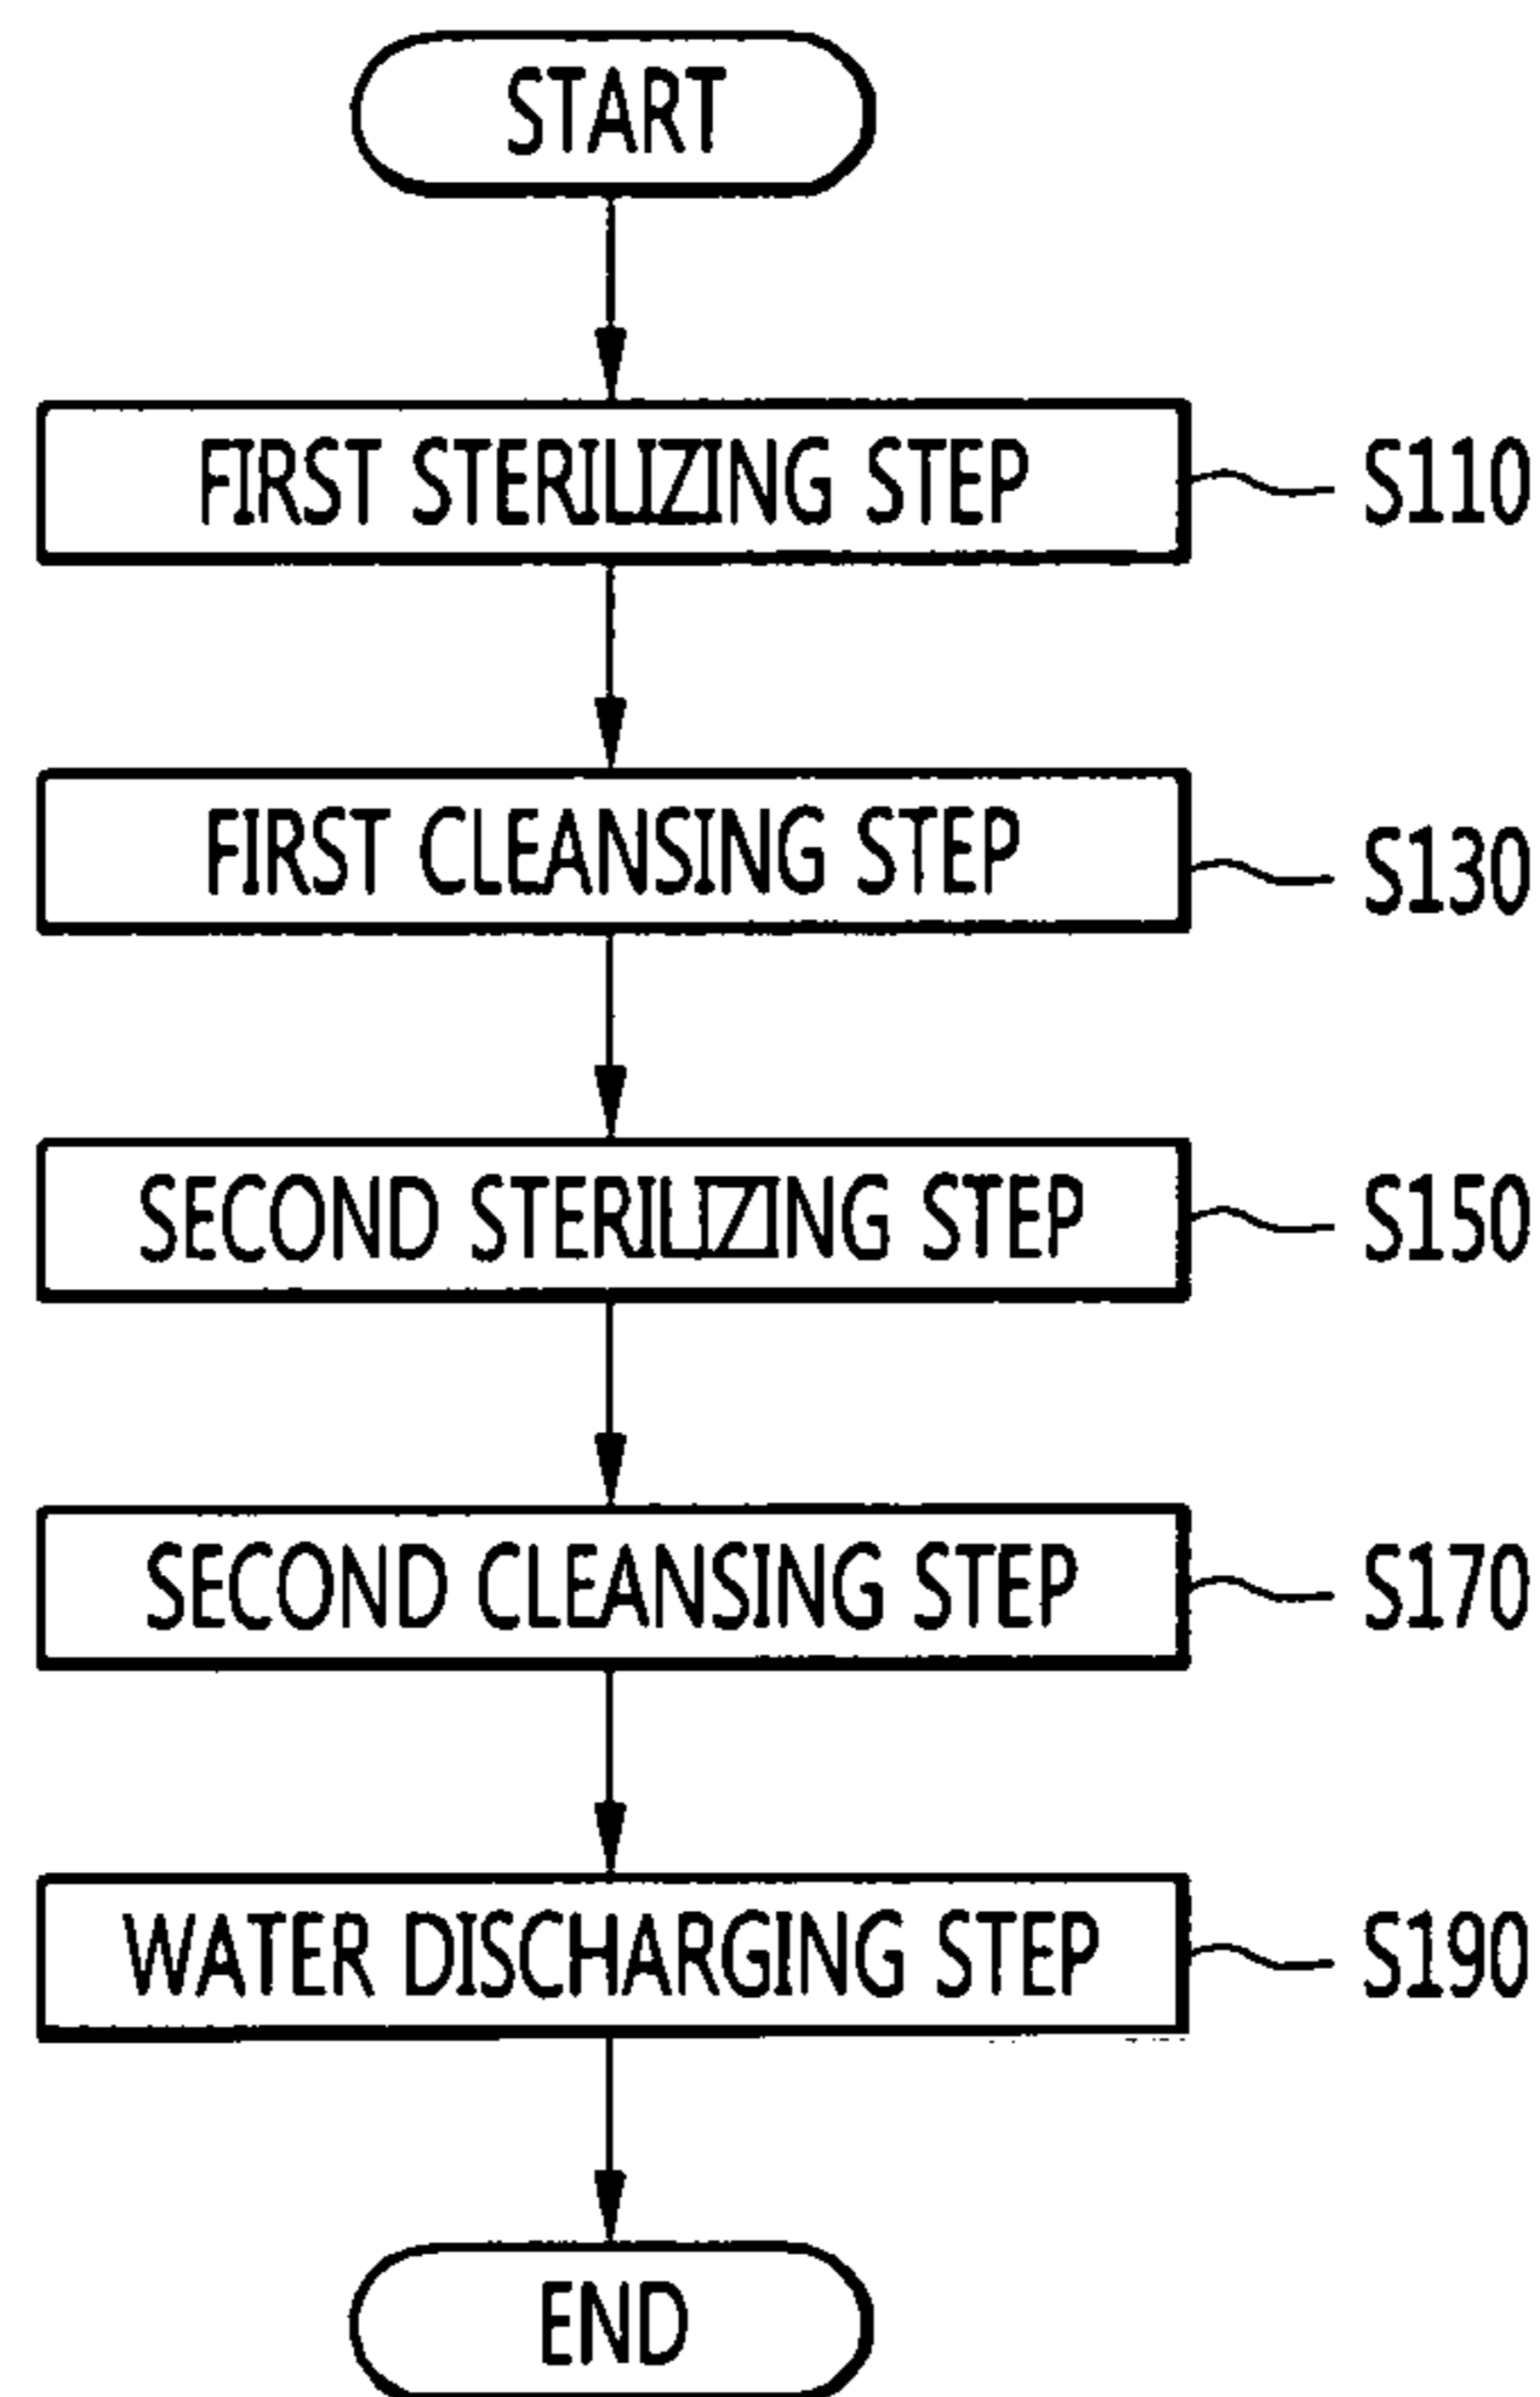 START
FIRST STERILIZING STEP S110
FIRST CLEANSING STEP S130
SECOND STERILIZING STEP S150
SECOND CLEANSING STEP S170
WATER DISCHARGING STEP S190
END